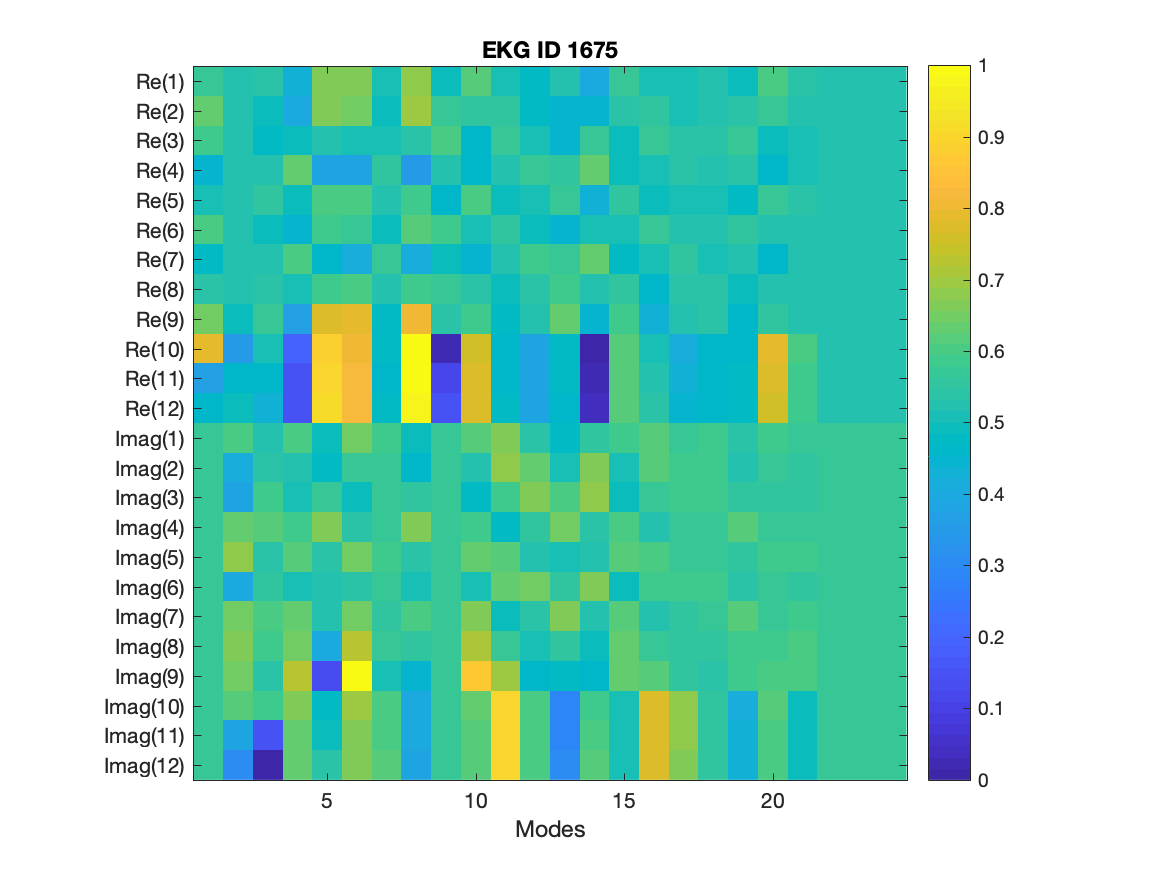 EKG ID 1675
Re(1)
Re(2)
Re(3)
Re(4)
Re(5)
Re(6)
Re(7)
Re(8)
Re(9)
Re(10)
Re(11)
Re(12)
Imag(1)
Imag(2)
Imag(3)
Imag(4)
Imag(5)
Imag(6)
Imag(7)
Imag(8)
Imag(9)
Imag(10)
Imag(11)
Imag(12)
5 10 15 20
Modes
1
0.9
0.8
0.7
0.6
0.5
0.4
0.3
0.2
0.1
0